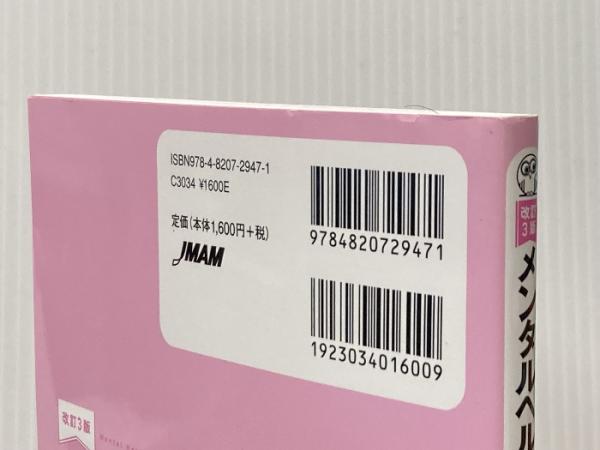 ISBN978-4-8207-2947-1
C3034 ¥1600E
定価(本体1,600円+税)
JMAM
9784820729471
1923034016009
改訂
3版
メンタルヘル
改訂3版
Mental